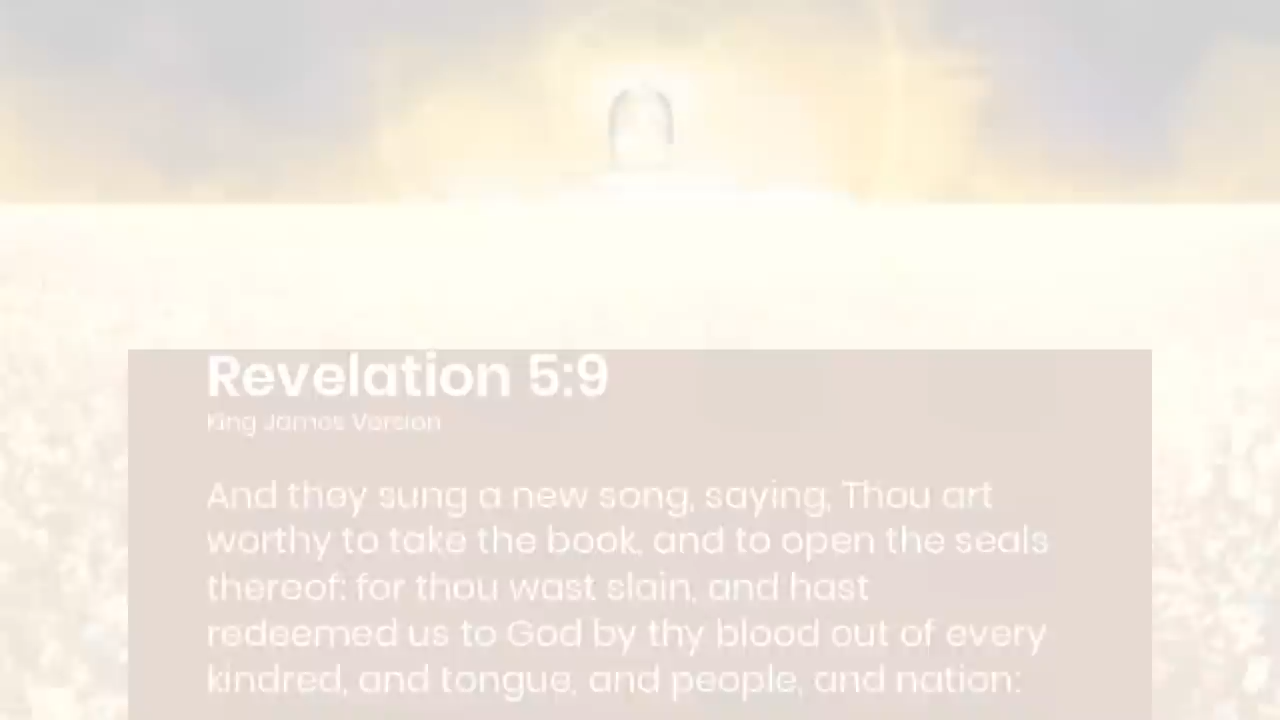 Revelation 5:9
King James Version
And they sung a new song, saying, Thou art
worthy to take the book, and to open the seals
thereof: for thou wast slain, and hast
redeemed us to God by thy blood out of every
kindred, and tongue, and people, and nation;